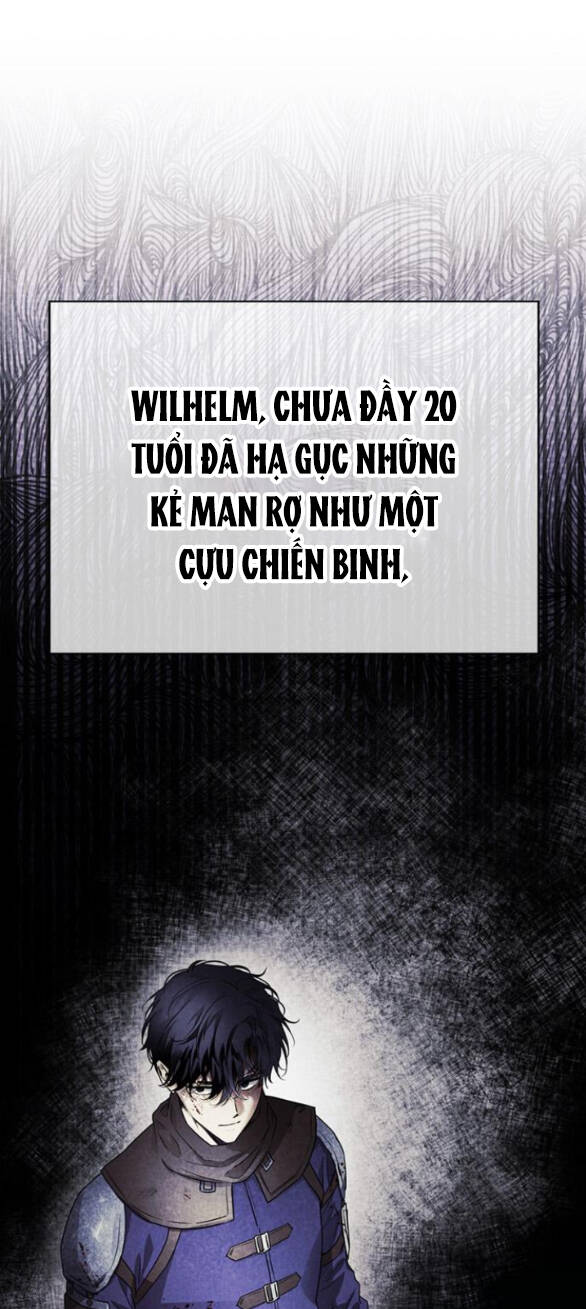 WILHELM, CHƯA ĐẦY 20
TUỔI ĐÃ HẠ GỤC NHỮNG
KẺ MAN RỢ NHƯ MỘT
CỰU CHIẾN BINH,